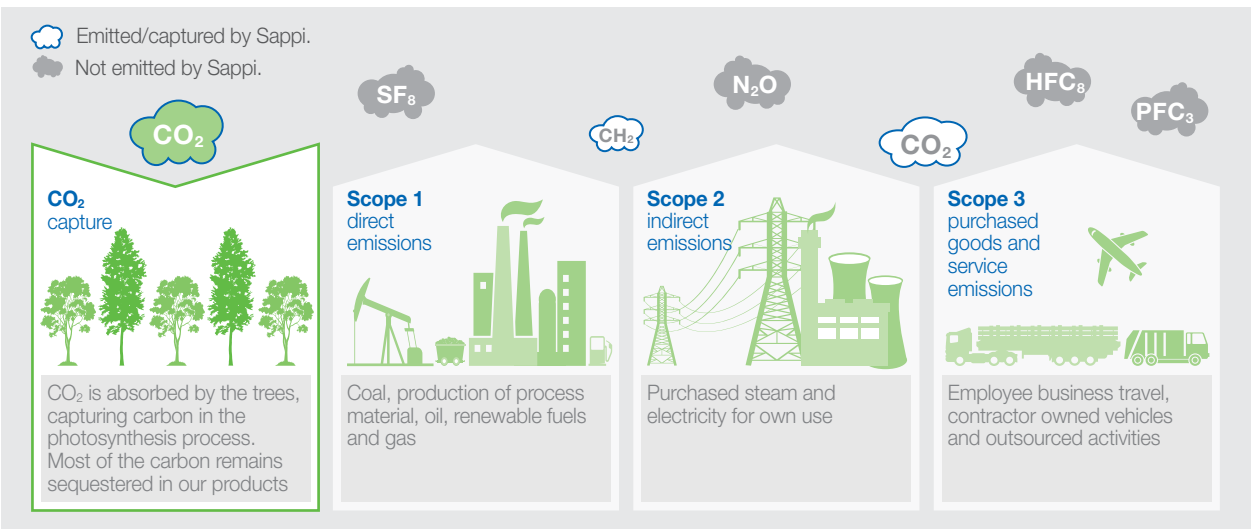 Emitted/captured by Sappi.
Not emitted by Sappi.
CO₂
SF₈
CH₂
N₂O
CO₂
HFC₈
PFC₃
CO₂
capture
CO₂ is absorbed by the trees,
capturing carbon in the
photosynthesis process.
Most of the carbon remains
sequestered in our products
Scope 1
direct
emissions
Coal, production of process
material, oil, renewable fuels
and gas
Scope 2
indirect
emissions
Purchased steam and
electricity for own use
Scope 3
purchased
goods and
service
emissions
Employee business travel,
contractor owned vehicles
and outsourced activities